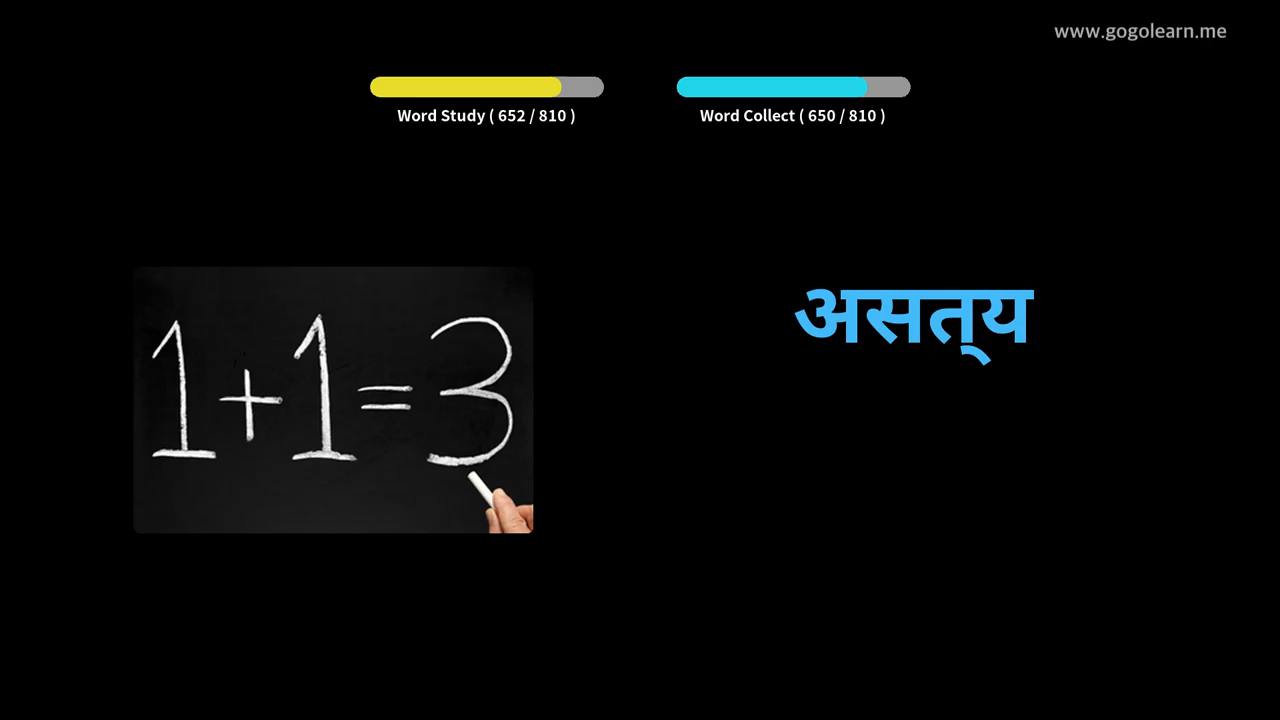 www.gogolearn.me
Word Study ( 652 / 810 )
Word Collect ( 650 / 810 )
1+1=3
असत्‌य